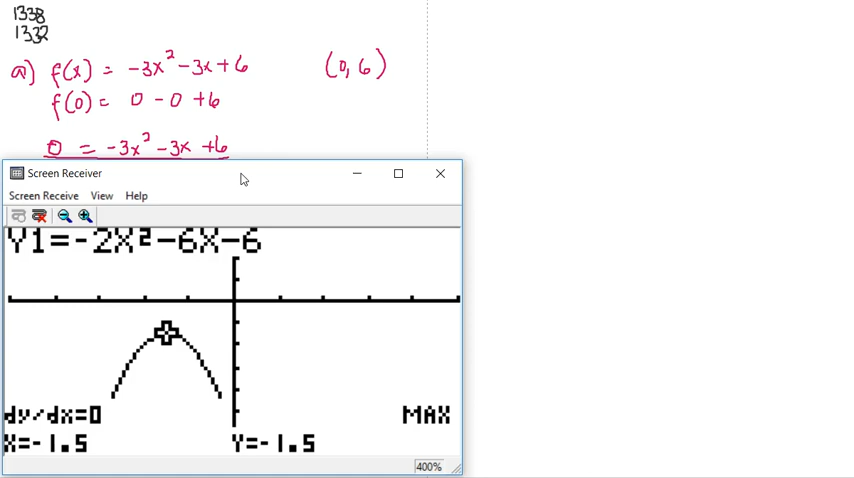 1338
1332
a) f(x) = -3x² -3x +6 (0, 6)
f(0) = 0 - 0 +6
0 = -3x² -3x +6
Screen Receiver
Screen Receive View Help
Y1=-2X²-6X-6
dy/dx=0 MAX
X=-1.5 Y=-1.5
400%